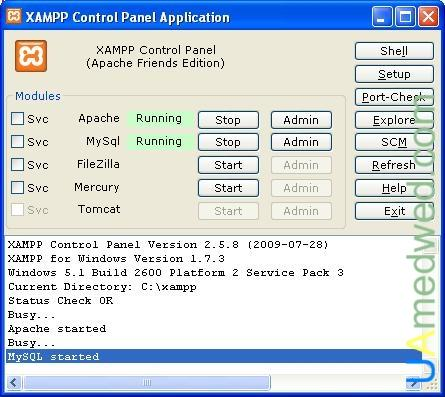 XAMPP Control Panel Application
XAMPP Control Panel
(Apache Friends Edition)
Shell
Setup
Port-Check
Explore
SCM
Refresh
Help
Exit
Modules
Svc Apache Running Stop Admin
Svc MySql Running Stop Admin
Svc FileZilla Start Admin
Svc Mercury Start Admin
Svc Tomcat Start Admin
XAMPP Control Panel Version 2.5.8 (2009-07-28)
XAMPP for Windows Version 1.7.3
Windows 5.1 Build 2600 Platform 2 Service Pack 3
Current Directory: C:\xampp
Status Check OK
Busy...
Apache started
Busy...
MySQL started
UAmedwed.com